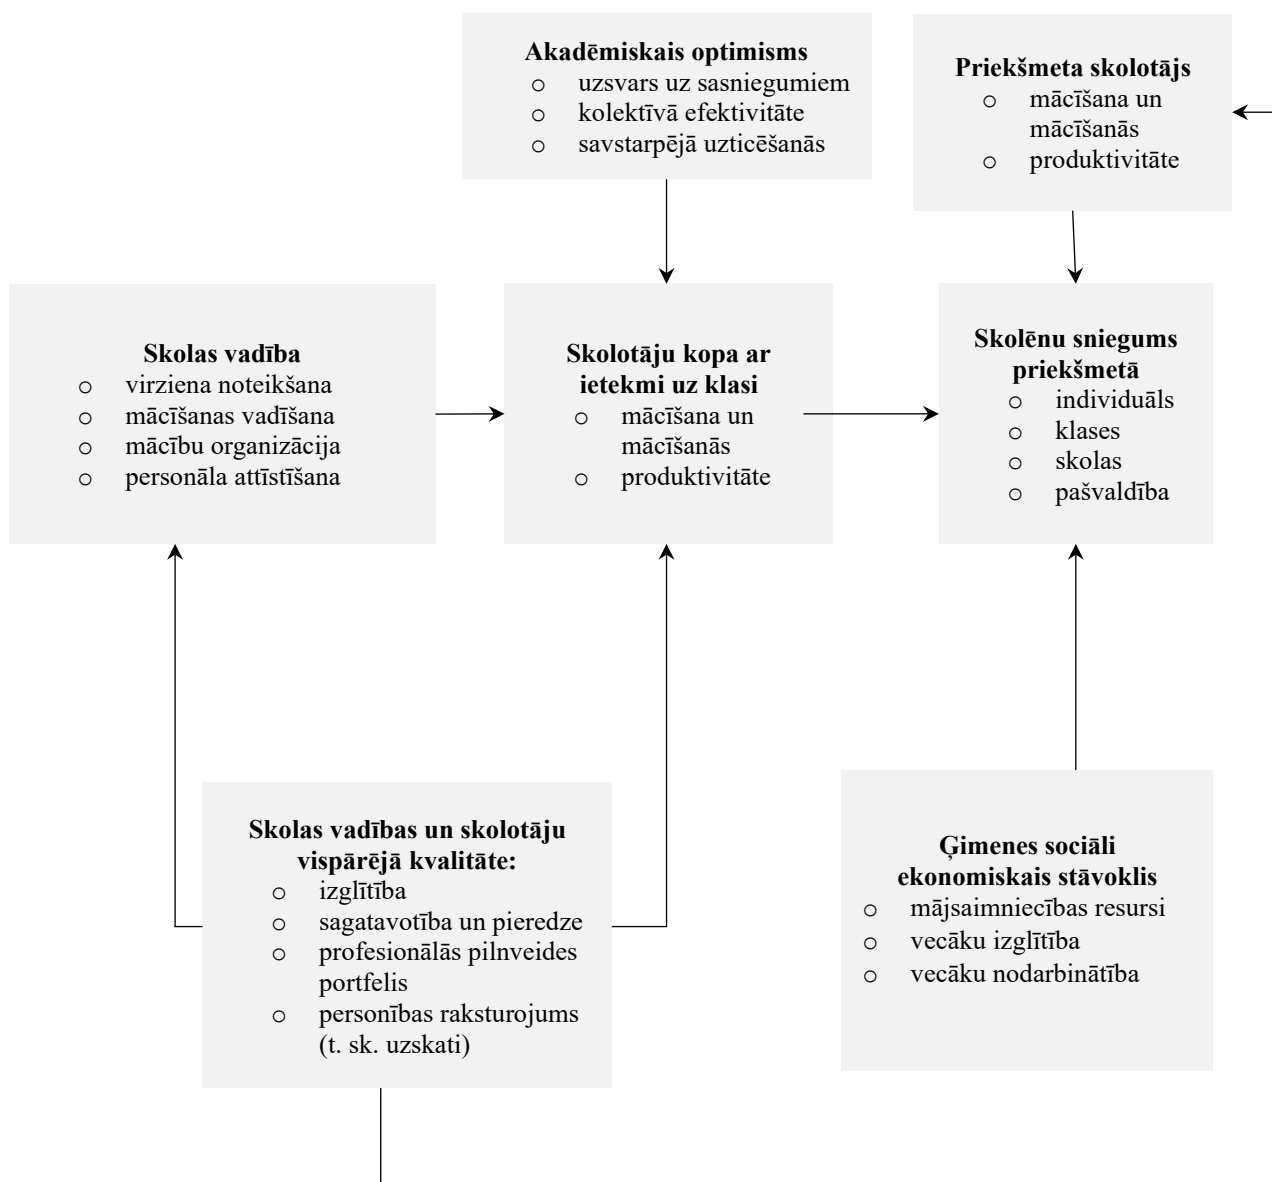 Akadēmiskais optimisms
o uzsvars uz sasniegumiem
o kolektīvā efektivitāte
o savstarpējā uzticēšanās
Priekšmeta skolotājs
o mācīšana un
mācīšanās
o produktivitāte
Skolas vadība
o virziena noteikšana
o mācīšanas vadīšana
o mācību organizācija
o personāla attīstīšana
Skolotāju kopa ar
ietekmi uz klasi
o mācīšana un
mācīšanās
o produktivitāte
Skolēnu sniegums
priekšmetā
o individuāls
o klases
o skolas
o pašvaldība
Skolas vadības un skolotāju
vispārējā kvalitāte:
o izglītība
o sagatavotība un pieredze
o profesionālās pilnveides
portfelis
o personības raksturojums
(t. sk. uzskati)
Ģimenes sociāli
ekonomiskais stāvoklis
o mājsaimniecības resursi
o vecāku izglītība
o vecāku nodarbinātība